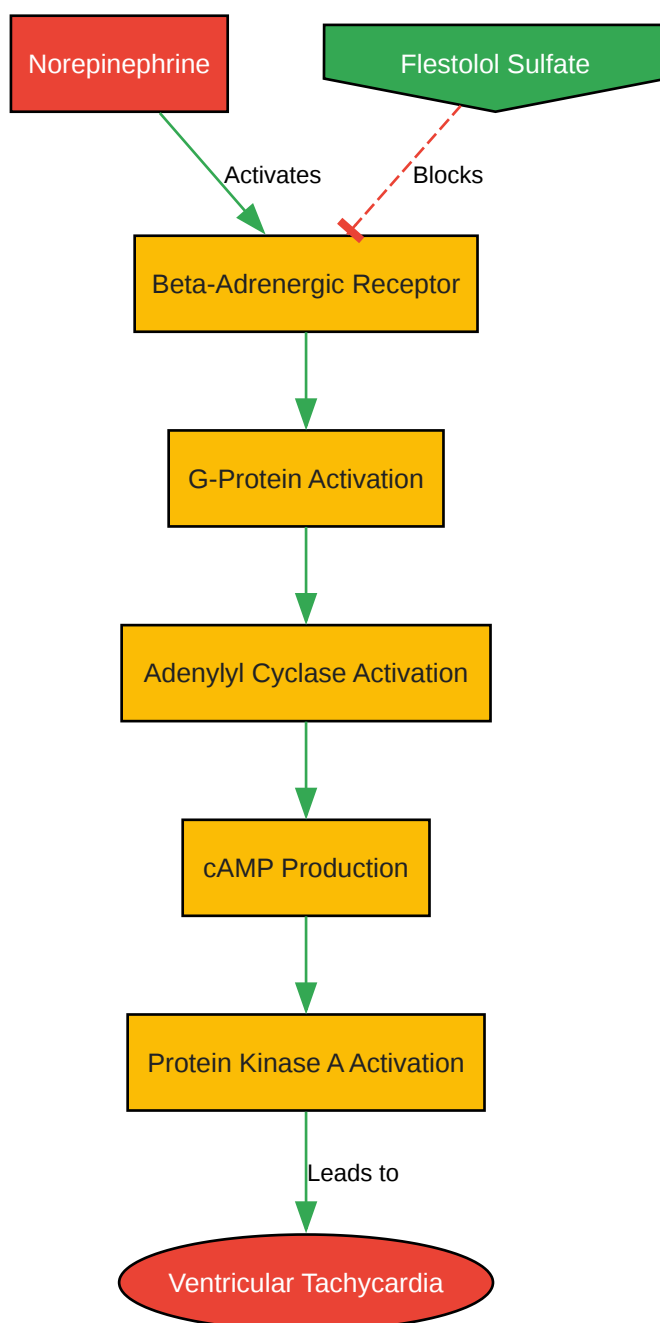 Norepinephrine
Flestolol Sulfate
Activates
Blocks
Beta-Adrenergic Receptor
G-Protein Activation
Adenylyl Cyclase Activation
cAMP Production
Protein Kinase A Activation
Leads to
Ventricular Tachycardia